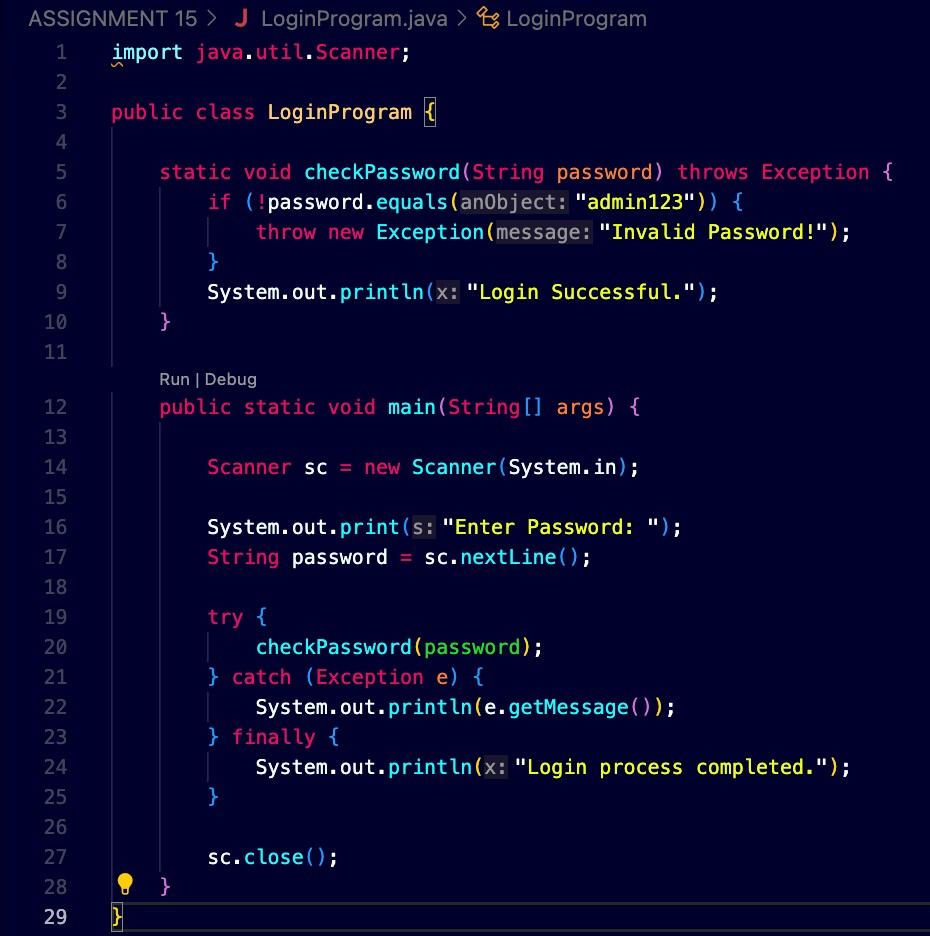 ASSIGNMENT 15 > J LoginProgram.java > LoginProgram
1 import java.util.Scanner;
2
3 public class LoginProgram {
4
5 static void checkPassword(String password) throws Exception {
6 if (!password.equals(anObject: "admin123")) {
7 throw new Exception(message: "Invalid Password!");
8 }
9 System.out.println(x: "Login Successful.");
10 }
11
Run | Debug
12 public static void main(String[] args) {
13
14 Scanner sc = new Scanner(System.in);
15
16 System.out.print(s: "Enter Password: ");
17 String password = sc.nextLine();
18
19 try {
20 checkPassword(password);
21 } catch (Exception e) {
22 System.out.println(e.getMessage());
23 } finally {
24 System.out.println(x: "Login process completed.");
25 }
26
27 sc.close();
28 }
29 }